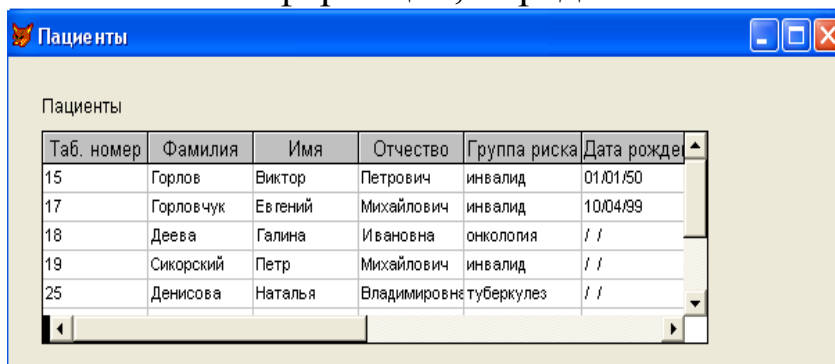 Пациенты
Пациенты
Таб. номер Фамилия Имя Отчество Группа риска Дата рожде
15 Горлов Виктор Петрович инвалид 01/01/50
17 Горловчук Евгений Михайлович инвалид 10/04/99
18 Деева Галина Ивановна онкология / /
19 Сикорский Петр Михайлович инвалид / /
25 Денисова Наталья Владимировна туберкулез / /